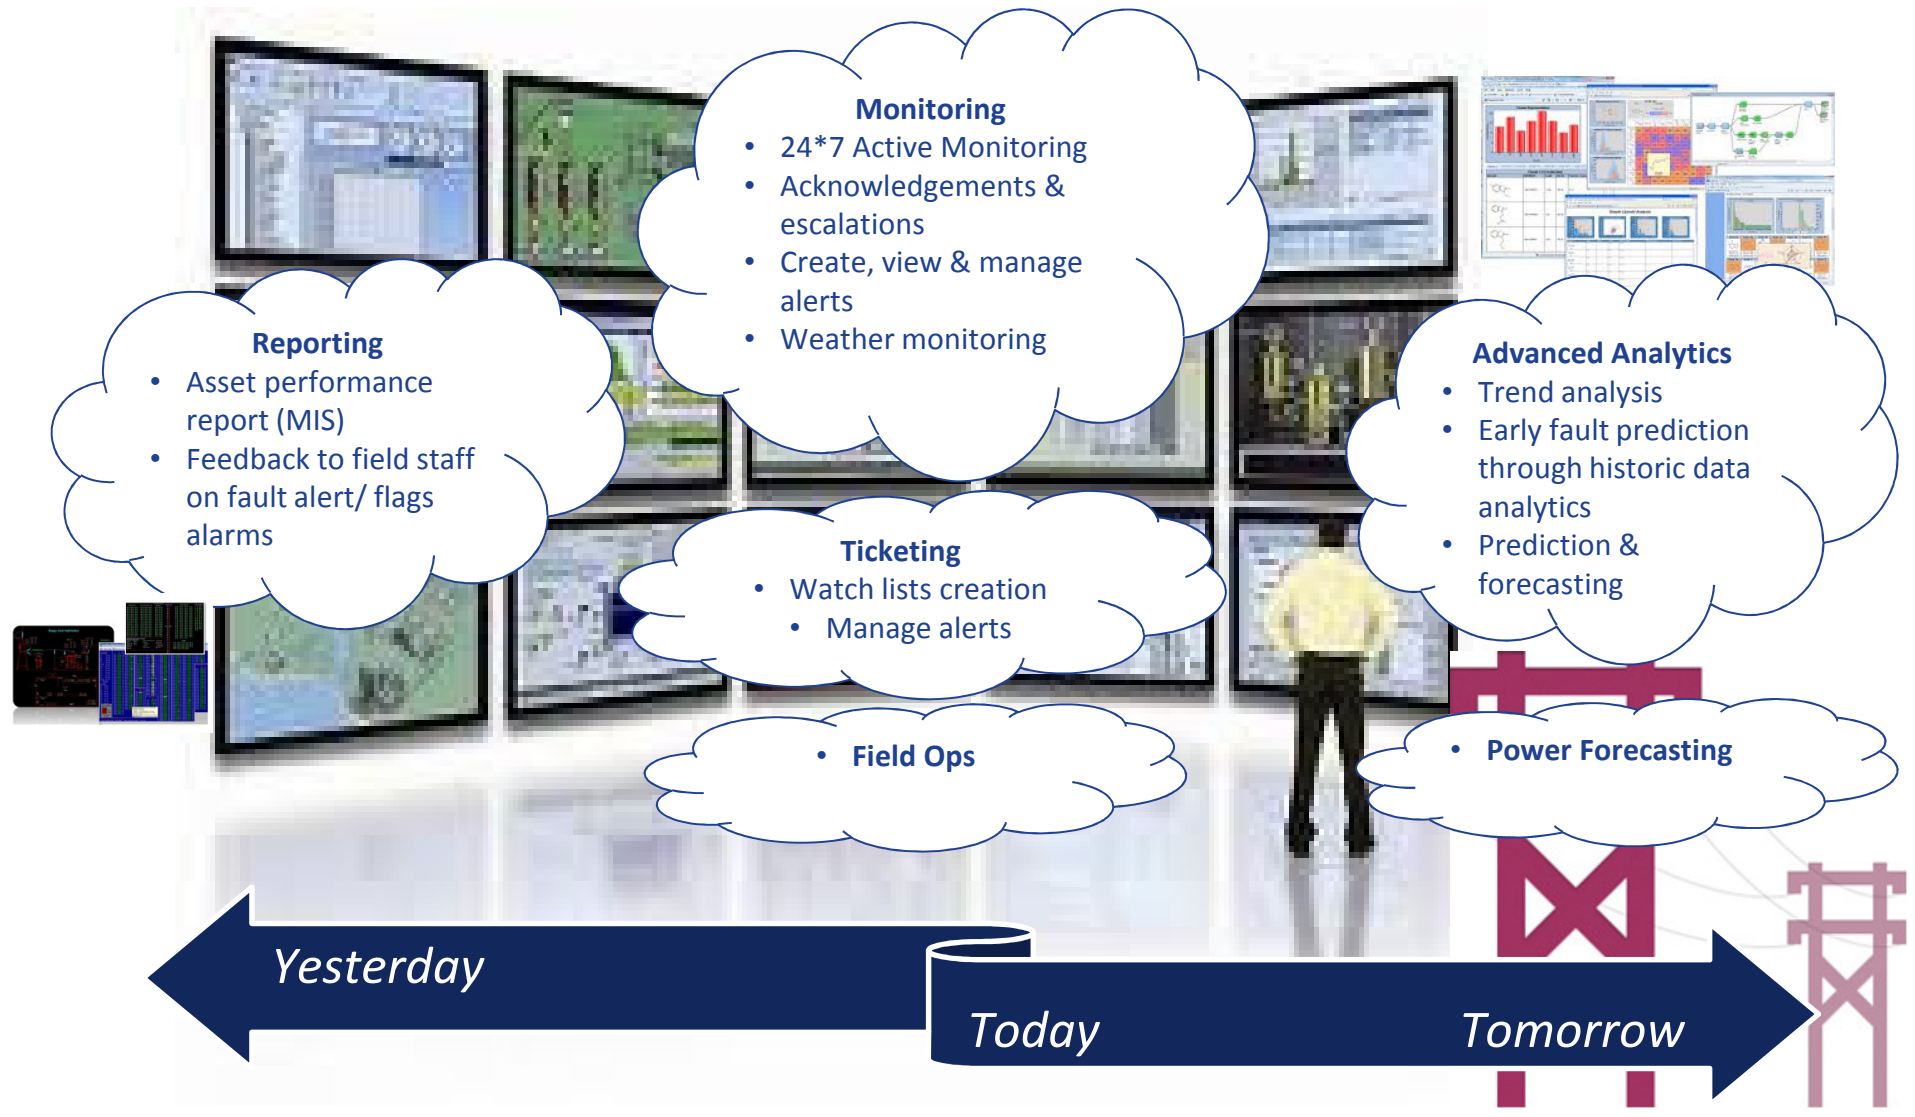 Monitoring
• 24*7 Active Monitoring
• Acknowledgements &
escalations
• Create, view & manage
alerts
• Weather monitoring
Reporting
• Asset performance
report (MIS)
• Feedback to field staff
on fault alert/ flags
alarms
Advanced Analytics
• Trend analysis
• Early fault prediction
through historic data
analytics
• Prediction &
forecasting
Ticketing
• Watch lists creation
• Manage alerts
• Field Ops
• Power Forecasting
Yesterday
Today
Tomorrow